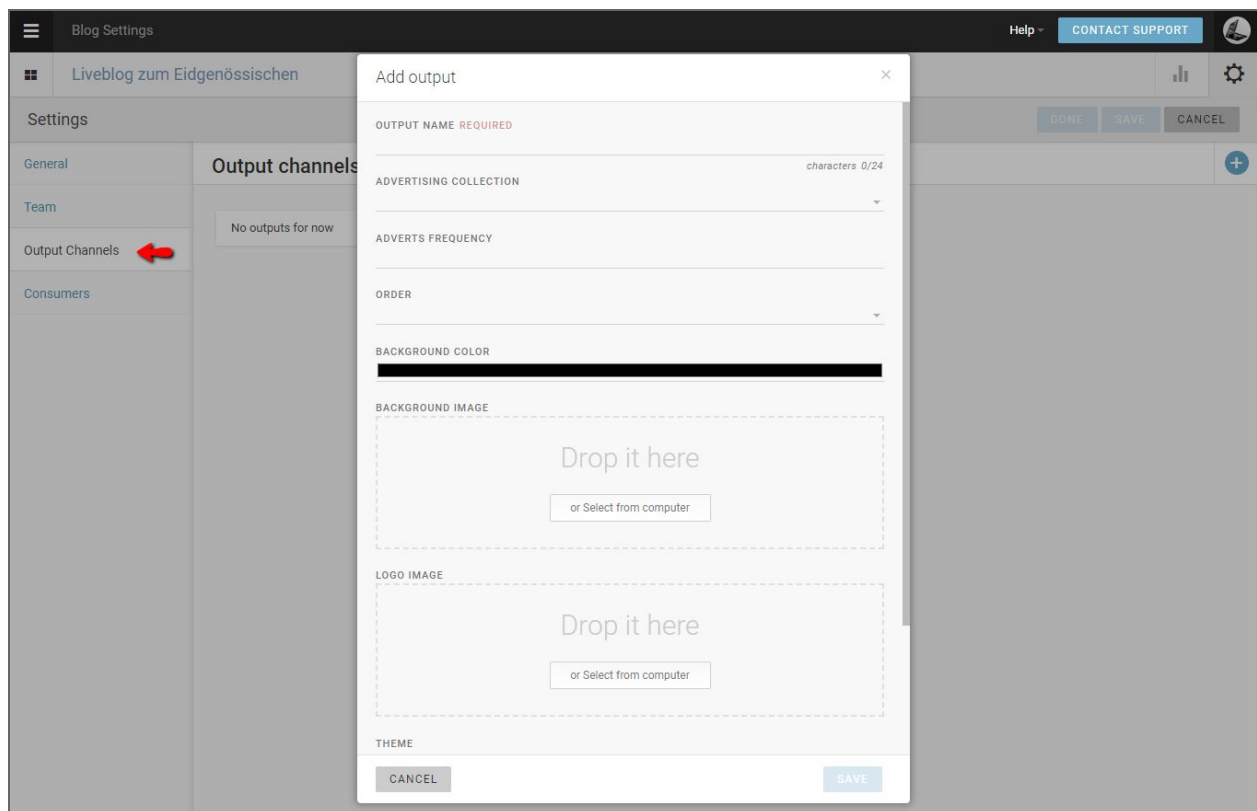 Blog Settings
Help
CONTACT SUPPORT
Liveblog zum Eidgenössischen
Settings
DONE
SAVE
CANCEL
General
Team
Output Channels
Consumers
Output channels
No outputs for now
Add output
×
OUTPUT NAME REQUIRED
characters 0/24
ADVERTISING COLLECTION
ADVERTS FREQUENCY
ORDER
BACKGROUND COLOR
BACKGROUND IMAGE
Drop it here
or Select from computer
LOGO IMAGE
Drop it here
or Select from computer
THEME
CANCEL
SAVE